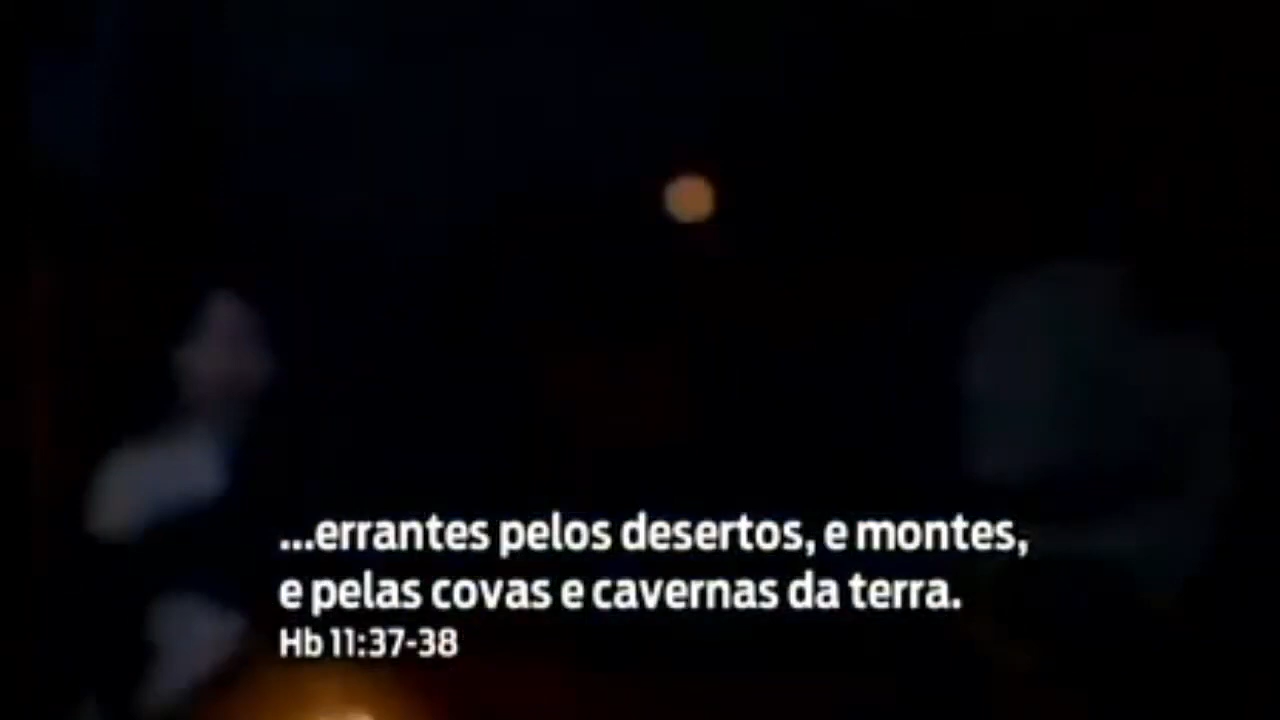 ...errantes pelos desertos, e montes,
e pelas covas e cavernas da terra.
Hb 11:37-38